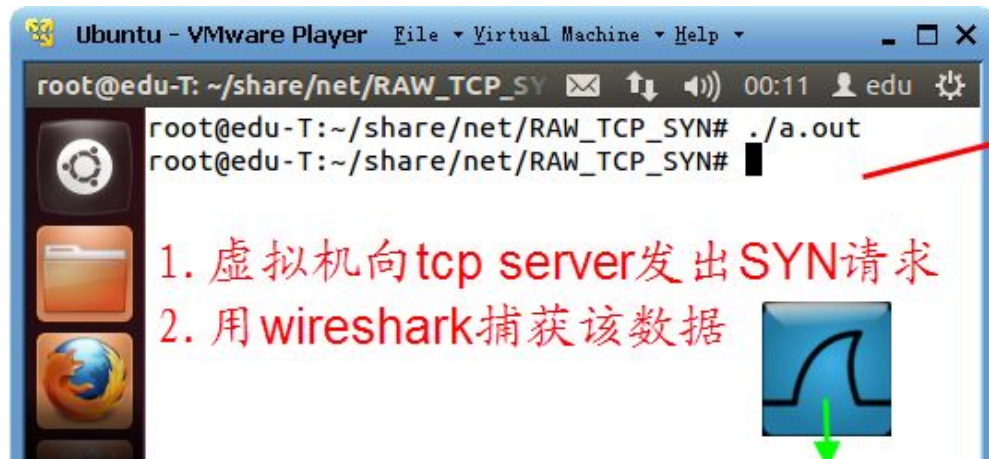 Ubuntu - VMware Player File Virtual Machine Help
root@edu-T: ~/share/net/RAW_TCP_SY 00:11 edu
root@edu-T:~/share/net/RAW_TCP_SYN# ./a.out
root@edu-T:~/share/net/RAW_TCP_SYN#
1. 虚拟机向tcp server发出SYN请求
2. 用wireshark捕获该数据